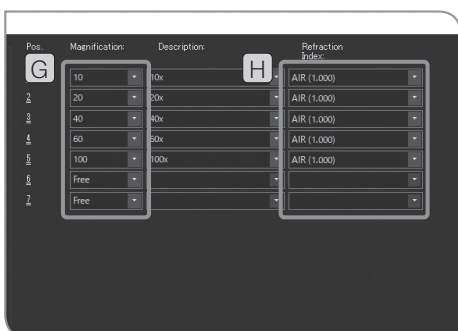 Pos. Magnification: Description: Refraction Index:
G H
10 10x AIR (1.000)
2 20 20x AIR (1.000)
3 40 40x AIR (1.000)
4 60 60x AIR (1.000)
5 100 100x AIR (1.000)
6 Free
7 Free